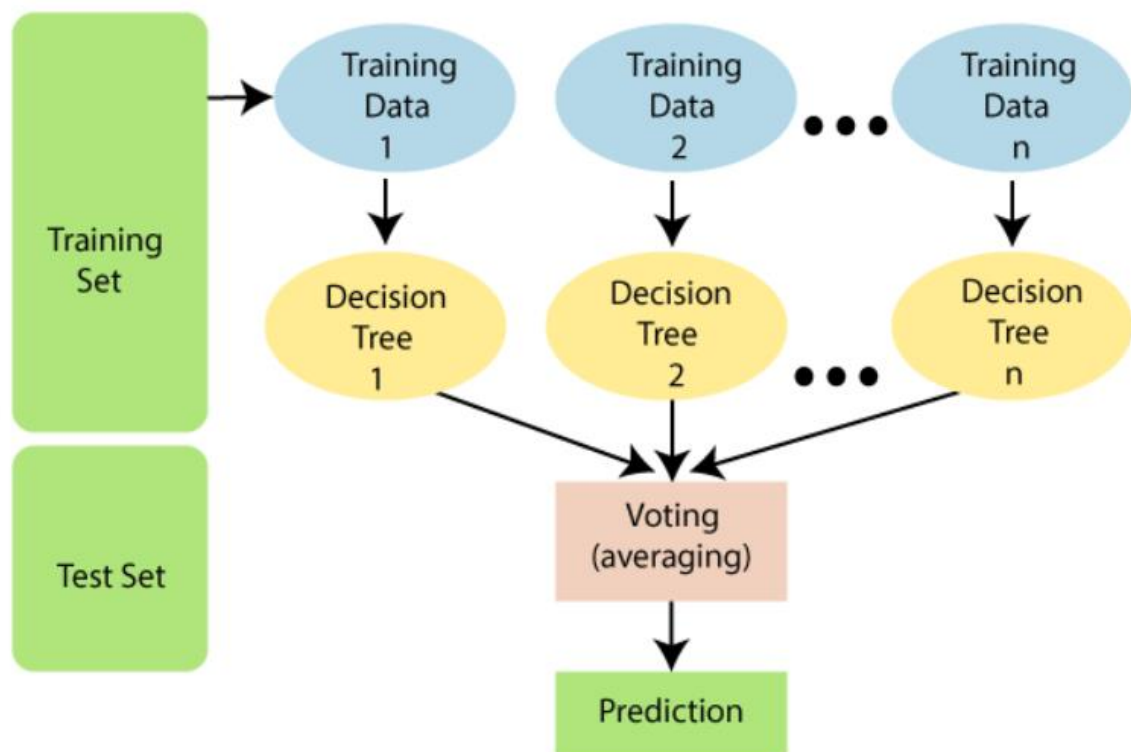 Training
Set
Test Set
Training
Data
1
Training
Data
2
Training
Data
n
Decision
Tree
1
Decision
Tree
2
Decision
Tree
n
Voting
(averaging)
Prediction